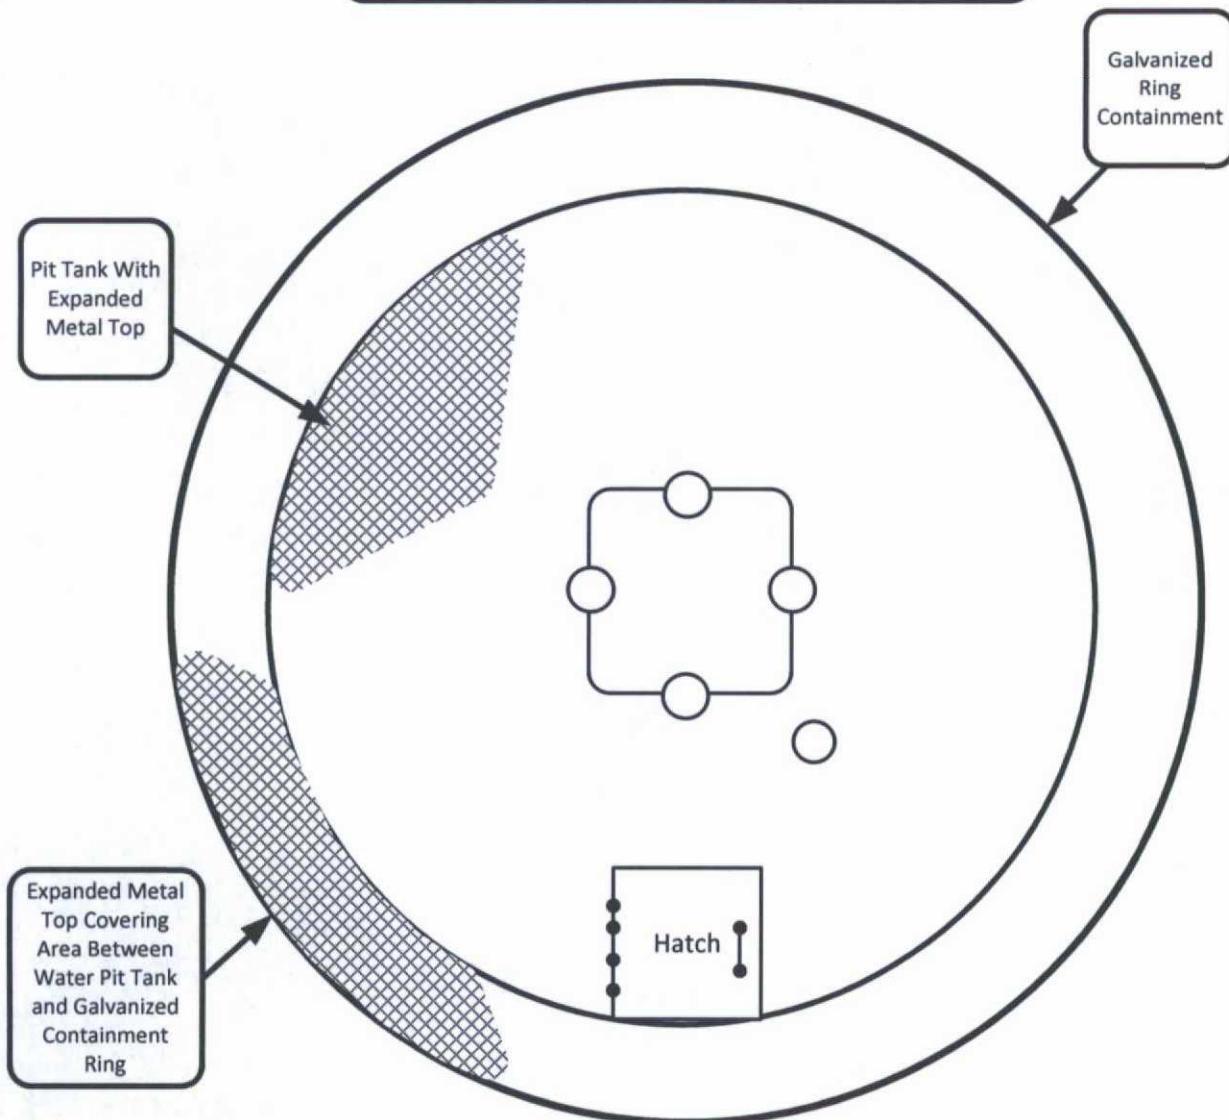 Galvanized
Ring
Containment
Pit Tank With
Expanded
Metal Top
Expanded Metal
Top Covering
Area Between
Water Pit Tank
and Galvanized
Containment
Ring
Hatch